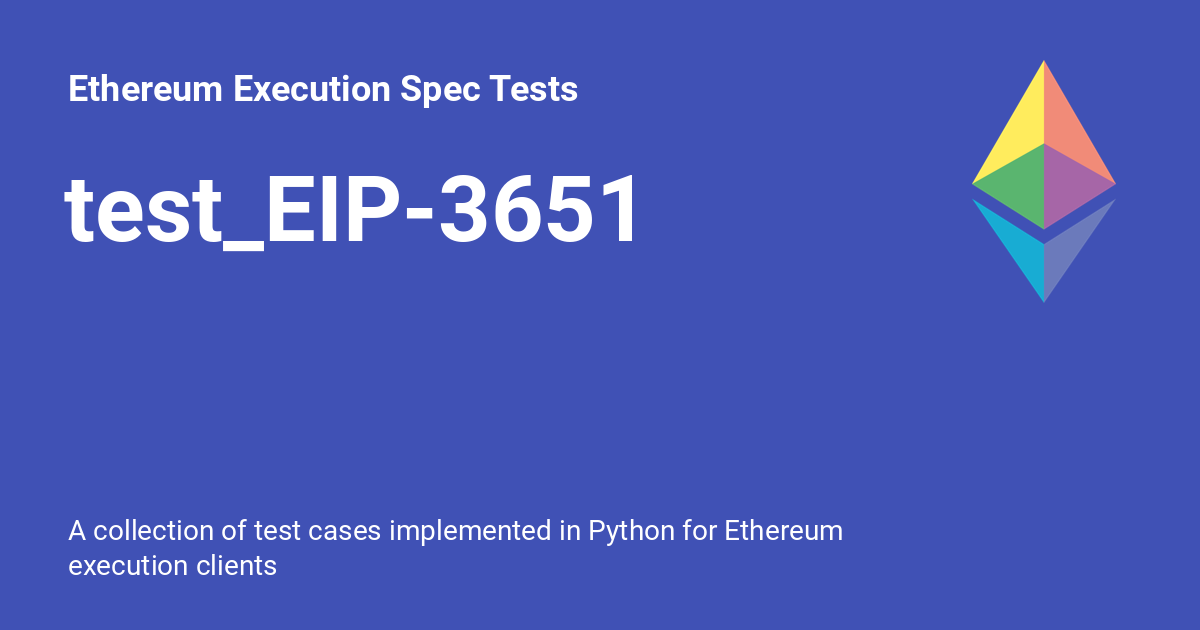 Ethereum Execution Spec Tests
test_EIP-3651
A collection of test cases implemented in Python for Ethereum
execution clients